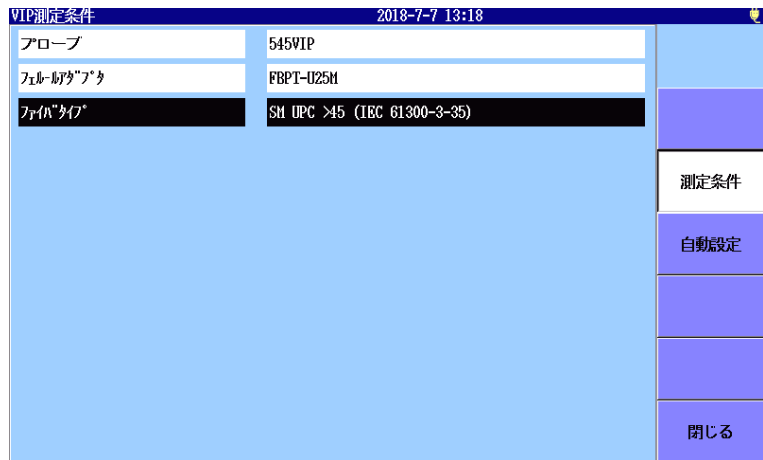 VIP測定条件 2018-7-7 13:18
プローブ 545VIP
ﾌｪﾙｰﾙｱﾀﾞﾌﾟﾀ FBPT-U25M
ﾌｧｲﾊﾞﾀｲﾌﾟ SM UPC >45 (IEC 61300-3-35)
測定条件
自動設定
閉じる